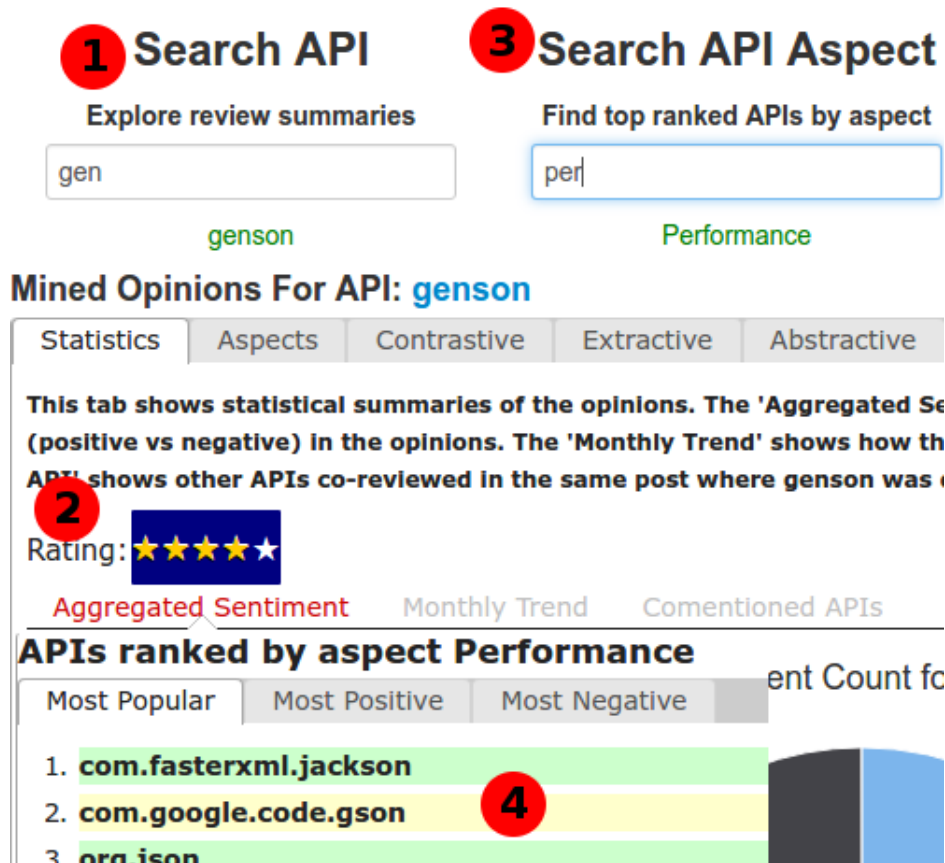 1 Search API
3 Search API Aspect
Explore review summaries
Find top ranked APIs by aspect
gen
per
genson
Performance
Mined Opinions For API: genson
Statistics Aspects Contrastive Extractive Abstractive
This tab shows statistical summaries of the opinions. The 'Aggregated Se
(positive vs negative) in the opinions. The 'Monthly Trend' shows how th
API' shows other APIs co-reviewed in the same post where genson was
2
Rating:
Aggregated Sentiment Monthly Trend Comentioned APIs
APIs ranked by aspect Performance
ent Count fo
Most Popular Most Positive Most Negative
1. com.fasterxml.jackson
2. com.google.code.gson
4
3. org.json